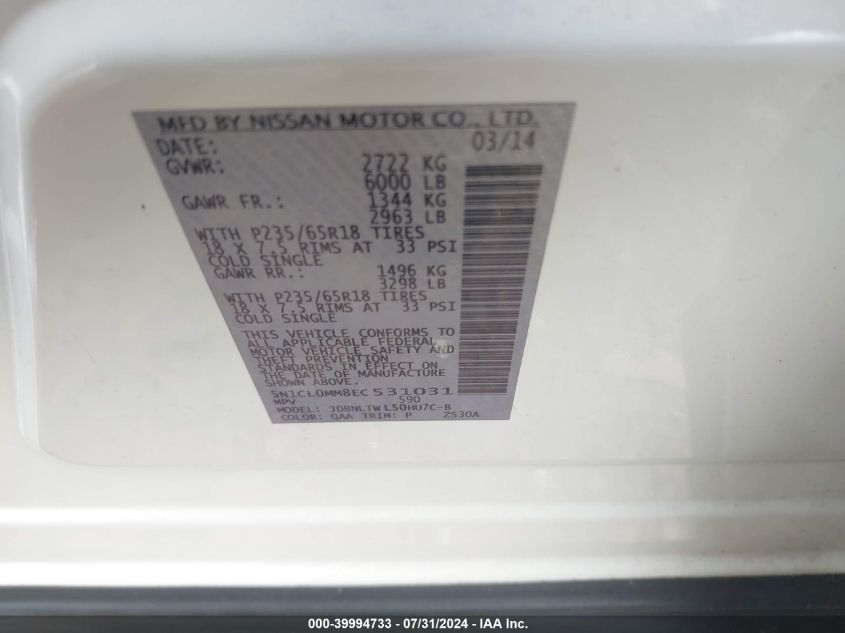 MFD BY NISSAN MOTOR CO., LTD.
DATE: 03/14
GVWR: 2722 KG
6000 LB
GAWR FR.: 1344 KG
2963 LB
WITH P235/65R18 TIRES
18 X 7.5 RIMS AT 33 PSI
COLD SINGLE
GAWR RR.: 1496 KG
3298 LB
WITH P235/65R18 TIRES
18 X 7.5 RIMS AT 33 PSI
COLD SINGLE
THIS VEHICLE CONFORMS TO
ALL APPLICABLE FEDERAL
MOTOR VEHICLE SAFETY AND
THEFT PREVENTION
STANDARDS IN EFFECT ON
THE DATE OF MANUFACTURE
SHOWN ABOVE.
5N1CL0MM8EC531031
MPV 590
MODEL: JDBNLTWL50HU7C-B
COLOR: QAA TRIM: P ZS30A
000-39994733 - 07/31/2024 - IAA Inc.